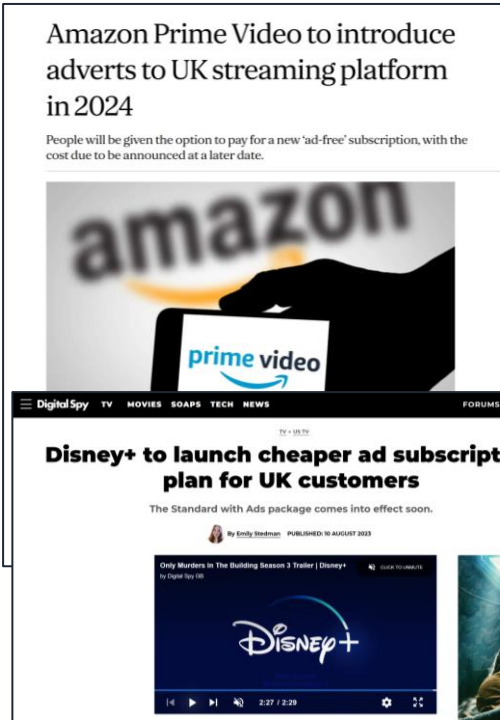 Amazon Prime Video to introduce
adverts to UK streaming platform
in 2024
People will be given the option to pay for a new ‘ad-free’ subscription, with the
cost due to be announced at a later date.
amazon
prime video
Digital Spy TV MOVIES SOAPS TECH NEWS FORUMS
TV > US TV
Disney+ to launch cheaper ad subscript
plan for UK customers
The Standard with Ads package comes into effect soon.
By Emily Stedman PUBLISHED: 10 AUGUST 2023
Only Murders in The Building Season 3 Trailer | Disney+
by Digital Spy GB
CLICK TO UNMUTE
Disney+
2:27 / 2:29